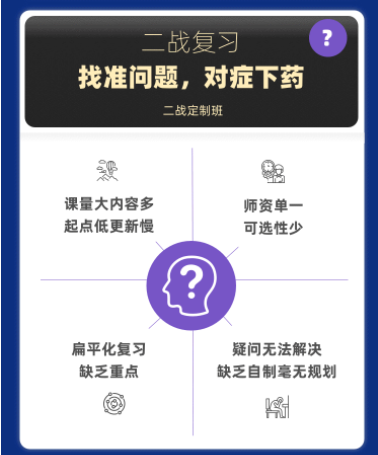 二战复习
?
找准问题，对症下药
二战定制班
课量大内容多
起点低更新慢
师资单一
可选性少
?
扁平化复习
缺乏重点
疑问无法解决
缺乏自制毫无规划